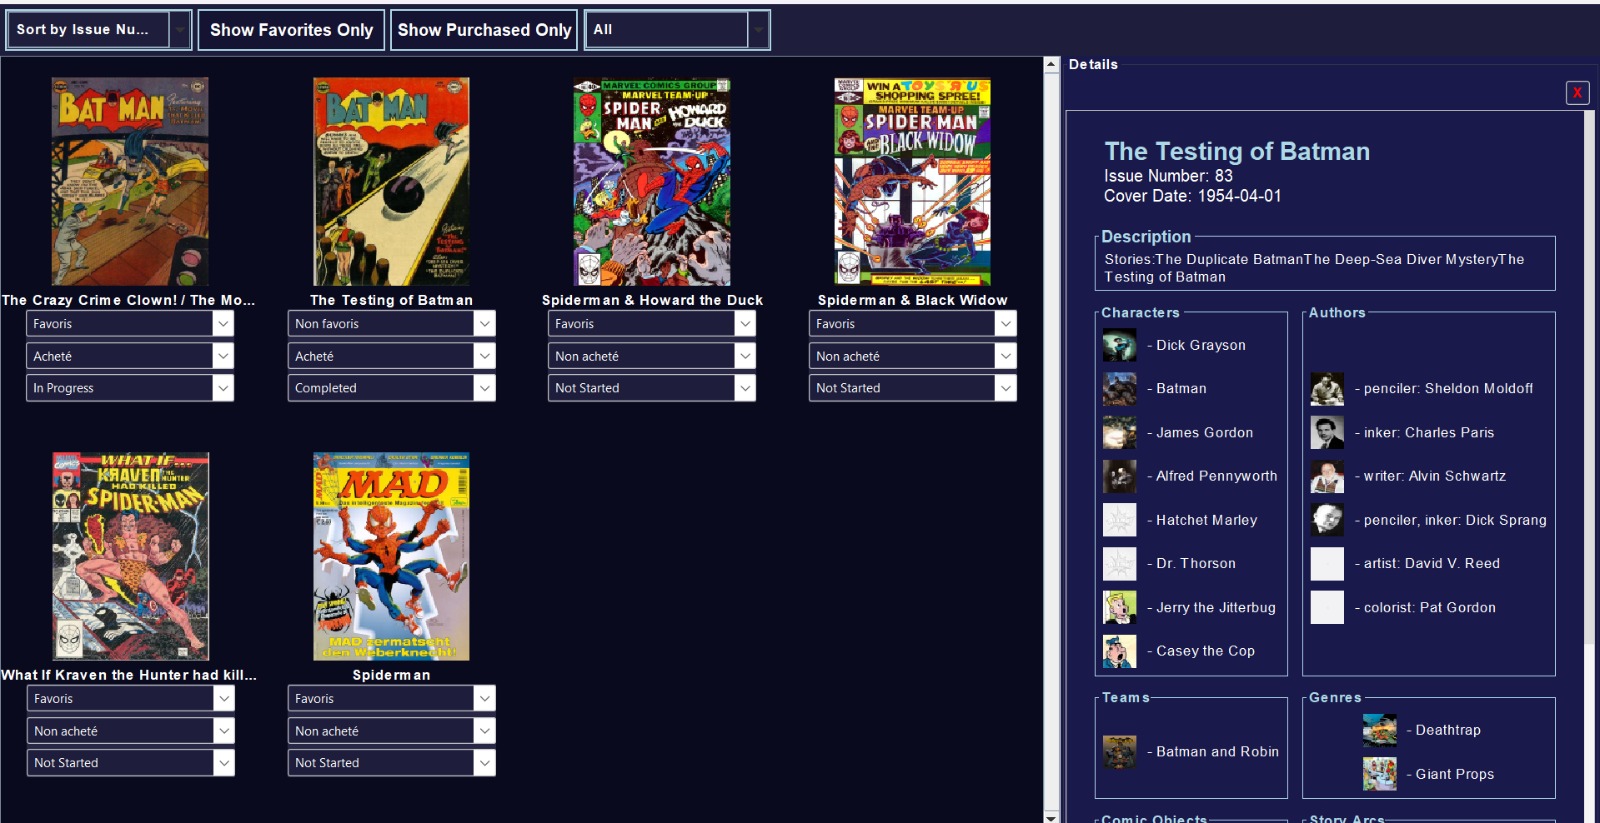 Sort by Issue Nu...
Show Favorites Only
Show Purchased Only
All
BATMAN
BATMAN
MARVEL COMICS GROUP
MARVEL TEAM-UP
SPIDER
MAN
HOWARD
DUCK
WIN A TOYS R US
SHOPPING SPREE!
MARVEL TEAM-UP
SPIDER-MAN
BLACK WIDOW
The Crazy Crime Clown! / The Mo...
Favoris
Acheté
In Progress
The Testing of Batman
Non favoris
Acheté
Completed
Spiderman & Howard the Duck
Favoris
Non acheté
Not Started
Spiderman & Black Widow
Favoris
Non acheté
Not Started
WHAT IF...
KRAVEN THE HUNTER
HAD KILLED
SPIDER-MAN
MAD
MAD zermatscht
den Weberknecht!
What If Kraven the Hunter had kill...
Favoris
Non acheté
Not Started
Spiderman
Favoris
Non acheté
Not Started
Details
X
The Testing of Batman
Issue Number: 83
Cover Date: 1954-04-01
Description
Stories:The Duplicate BatmanThe Deep-Sea Diver MysteryThe
Testing of Batman
Characters
- Dick Grayson
- Batman
- James Gordon
- Alfred Pennyworth
- Hatchet Marley
- Dr. Thorson
- Jerry the Jitterbug
- Casey the Cop
Authors
- penciler: Sheldon Moldoff
- inker: Charles Paris
- writer: Alvin Schwartz
- penciler, inker: Dick Sprang
- artist: David V. Reed
- colorist: Pat Gordon
Teams
- Batman and Robin
Genres
- Deathtrap
- Giant Props
Comic Objects
Story Arcs